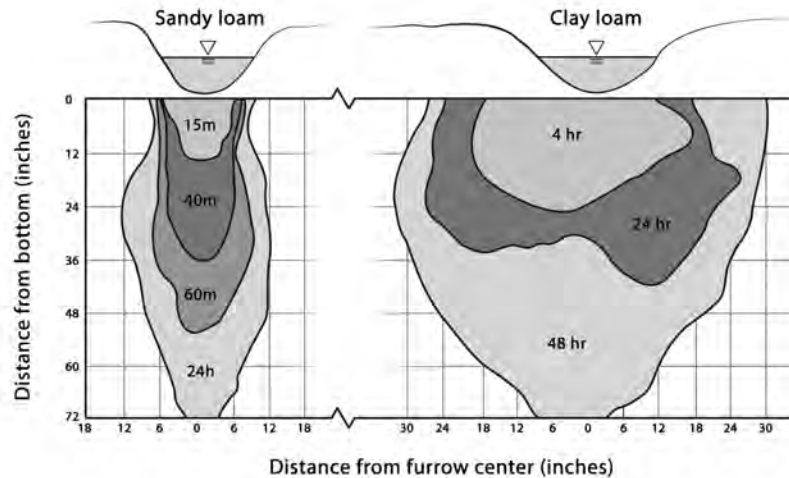 Sandy loam
Clay loam
Distance from bottom (inches)
0
12
24
36
48
60
72
15m
40m
60m
24h
4 hr
24 hr
48 hr
18 12 6 0 6 12 18
30 24 18 12 6 0 6 12 18 24 30
Distance from furrow center (inches)